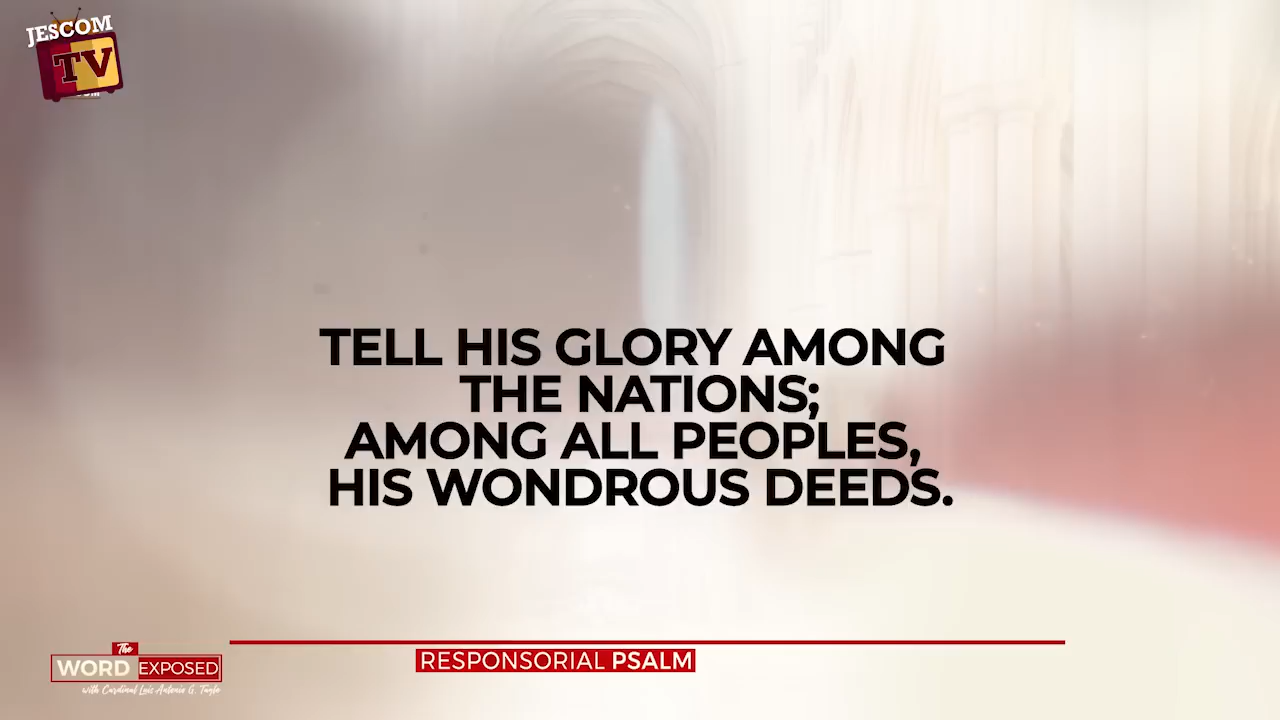 JESCOM
TV
TELL HIS GLORY AMONG
THE NATIONS;
AMONG ALL PEOPLES,
HIS WONDROUS DEEDS.
The
WORD EXPOSED
with Cardinal Luis Antonio G. Tagle
RESPONSORIAL PSALM